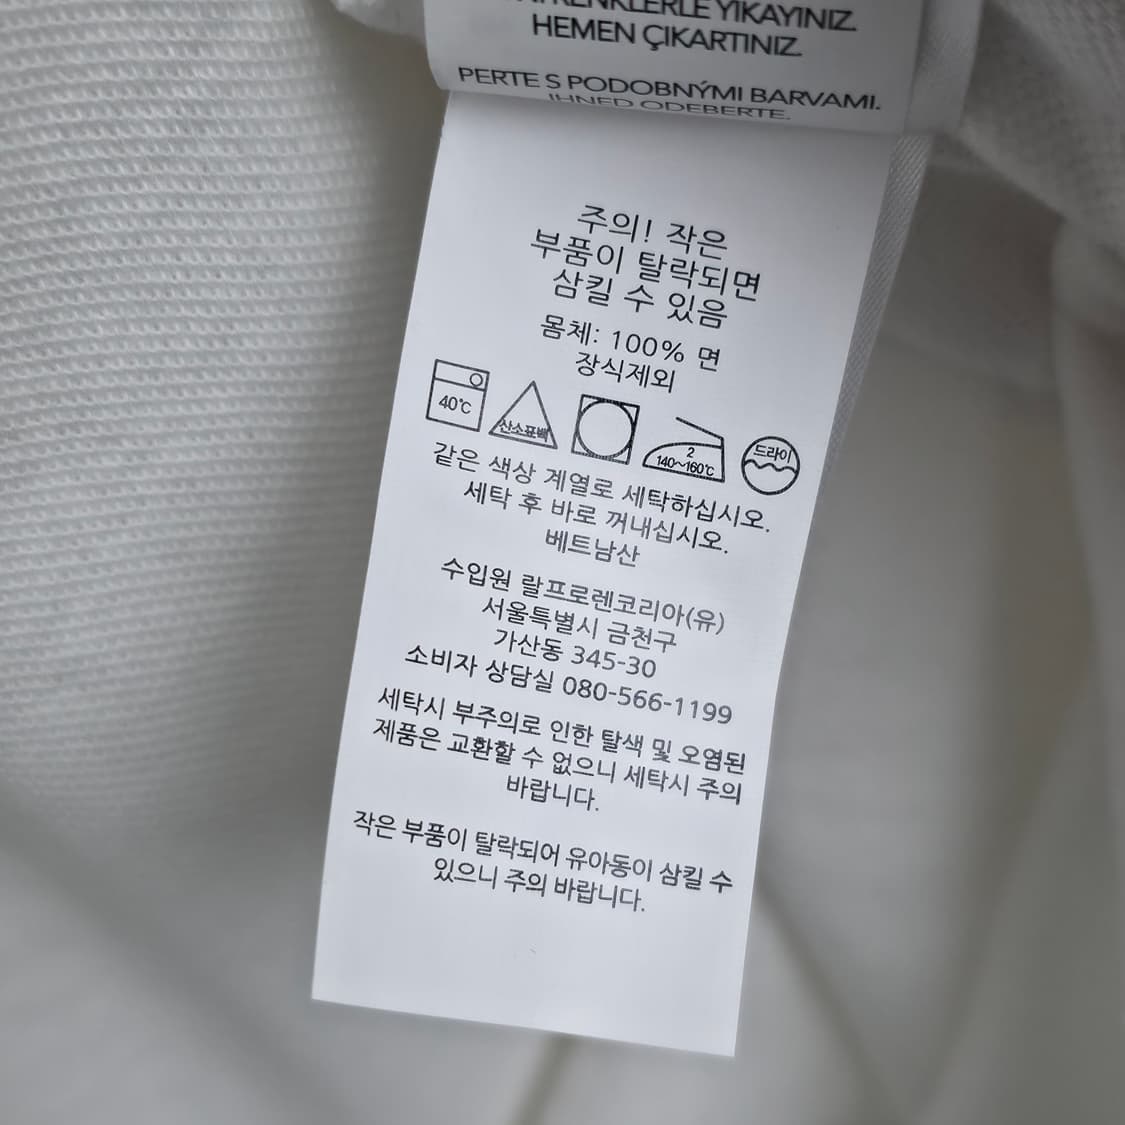 YIKAYINIZ.
HEMEN ÇIKARTINIZ.
PERTE S PODOBNÝMI BARVAMI.
IHNED ODEBERTE.
주의! 작은
부품이 탈락되면
삼킬 수 있음
몸체: 100% 면
장식제외
40℃
산소표백
2
140~160℃
드라이
같은 색상 계열로 세탁하십시오.
세탁 후 바로 꺼내십시오.
베트남산
수입원 랄프로렌코리아(유)
서울특별시 금천구
가산동 345-30
소비자 상담실 080-566-1199
세탁시 부주의로 인한 탈색 및 오염된
제품은 교환할 수 없으니 세탁시 주의
바랍니다.
작은 부품이 탈락되어 유아동이 삼킬 수
있으니 주의 바랍니다.